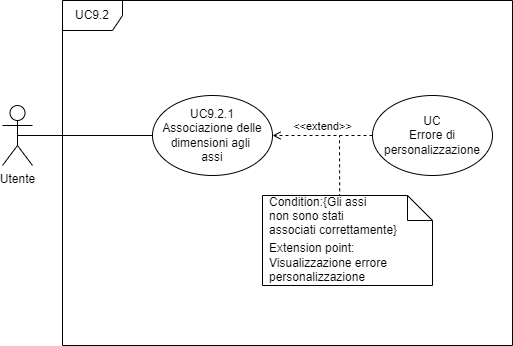 UC9.2
UC9.2.1
Associazione delle
dimensioni agli
assi
<<extend>>
UC
Errore di
personalizzazione
Utente
Condition:{Gli assi
non sono stati
associati correttamente}
Extension point:
Visualizzazione errore
personalizzazione